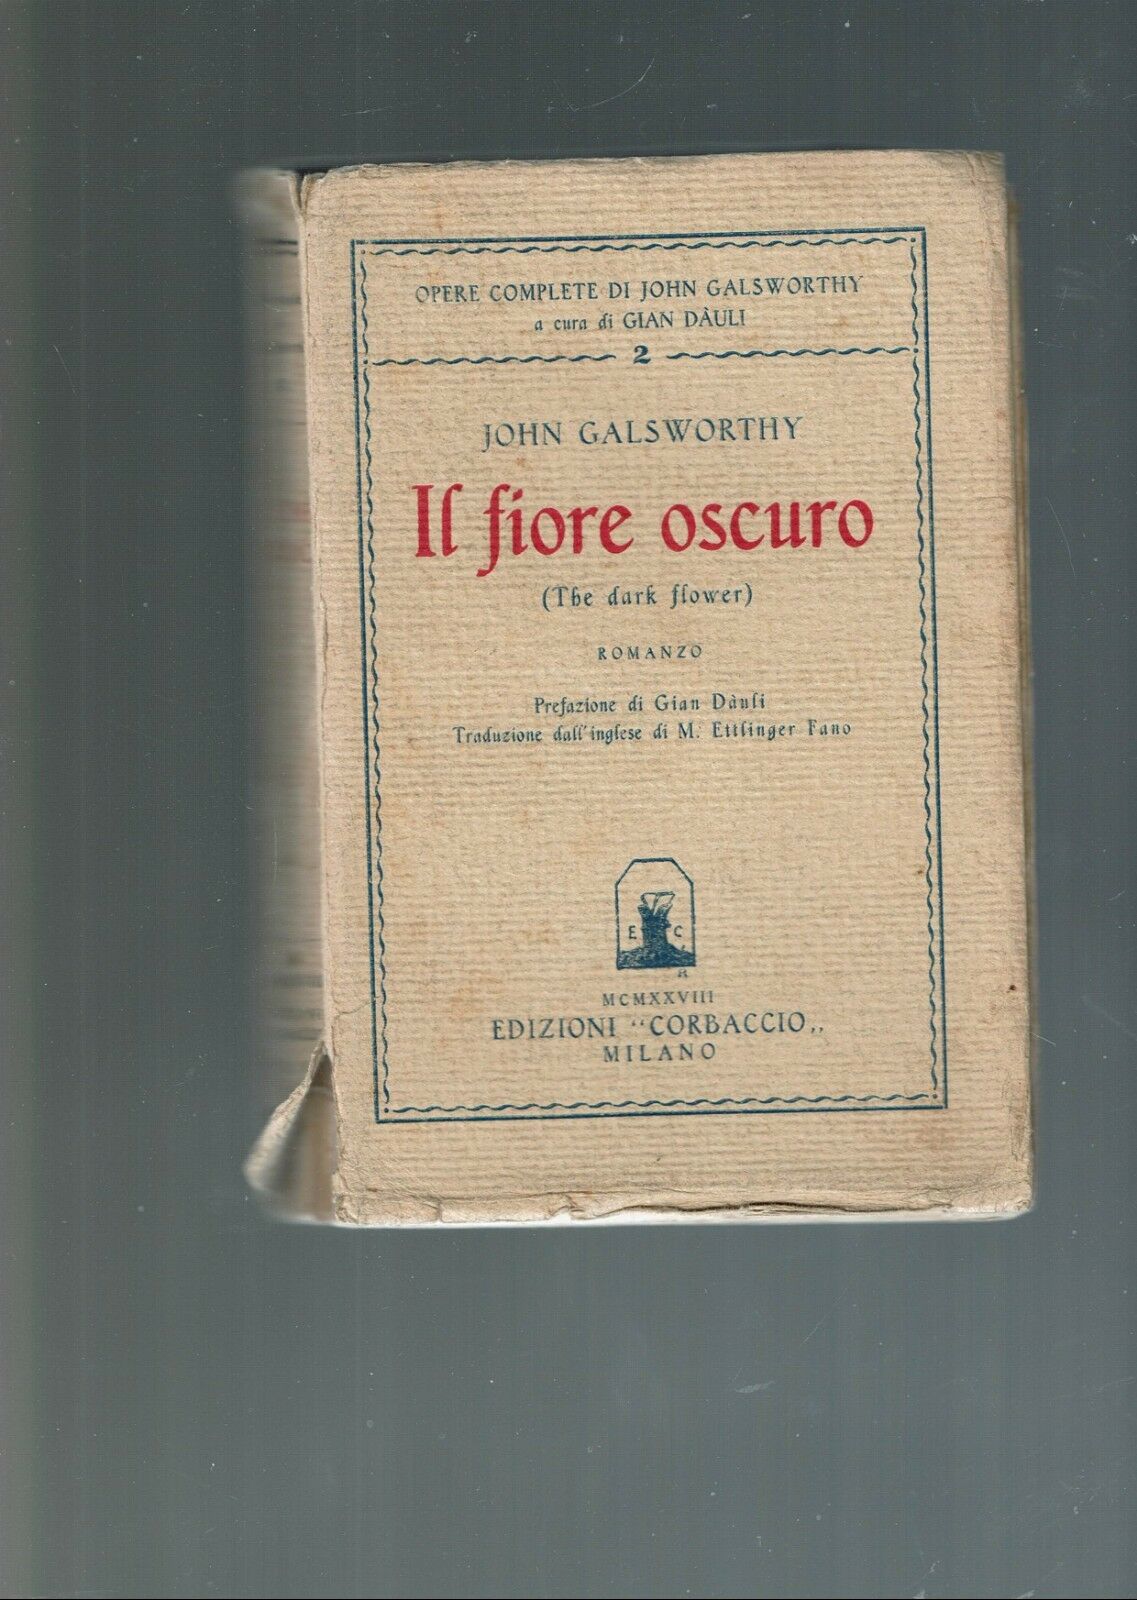 OPERE COMPLETE DI JOHN GALSWORTHY
a cura di GIAN DÀULI
2
JOHN GALSWORTHY
Il fiore oscuro
(The dark flower)
ROMANZO
Prefazione di Gian Dàuli
Traduzione dall'inglese di M. Ettlinger Fano
E C
R
MCMXXVIII
EDIZIONI “CORBACCIO„
MILANO